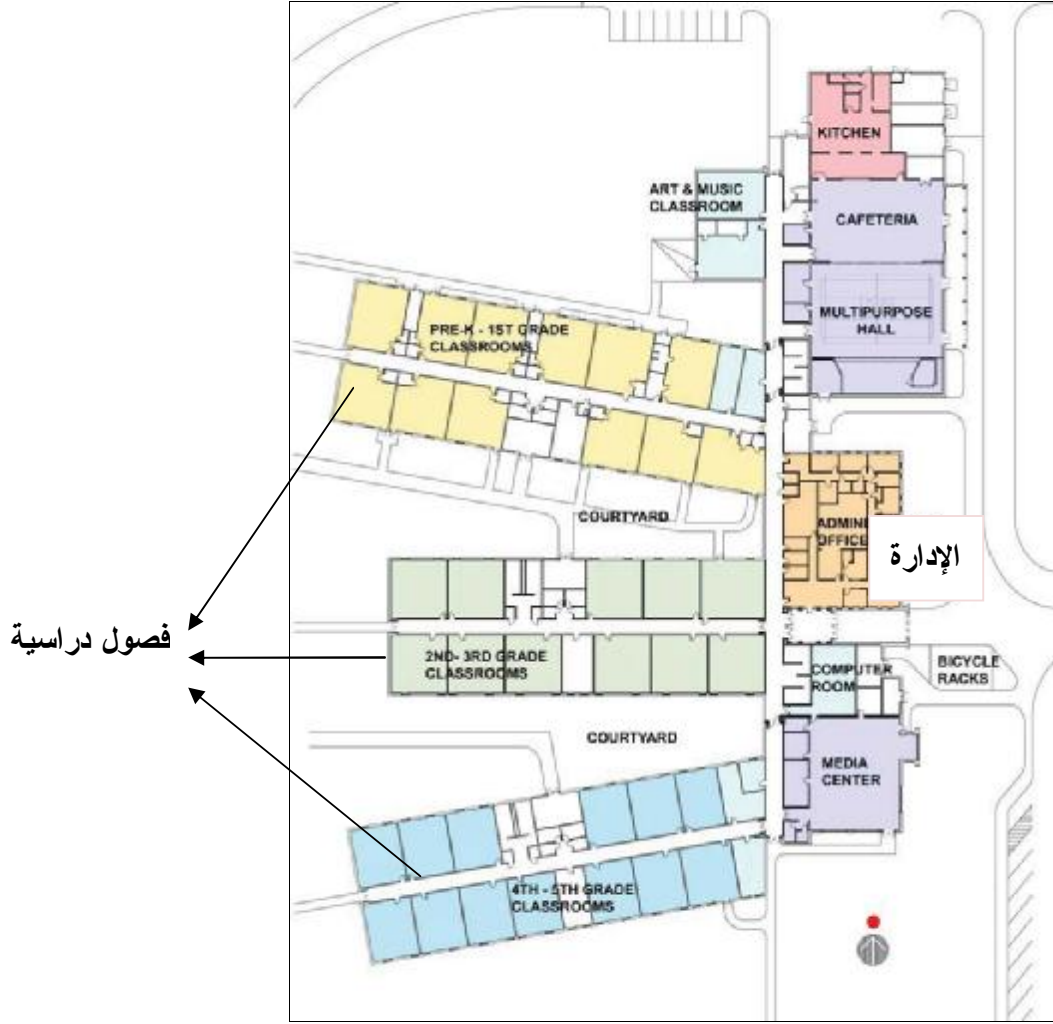 KITCHEN
ART & MUSIC
CLASSROOM
CAFETERIA
MULTIPURPOSE
HALL
PRE-K - 1ST GRADE
CLASSROOMS
COURTYARD
ADMINI
OFFICE
الإدارة
فصول دراسية
2ND- 3RD GRADE
CLASSROOMS
COMPUTER
ROOM
BICYCLE
RACKS
COURTYARD
MEDIA
CENTER
4TH - 5TH GRADE
CLASSROOMS